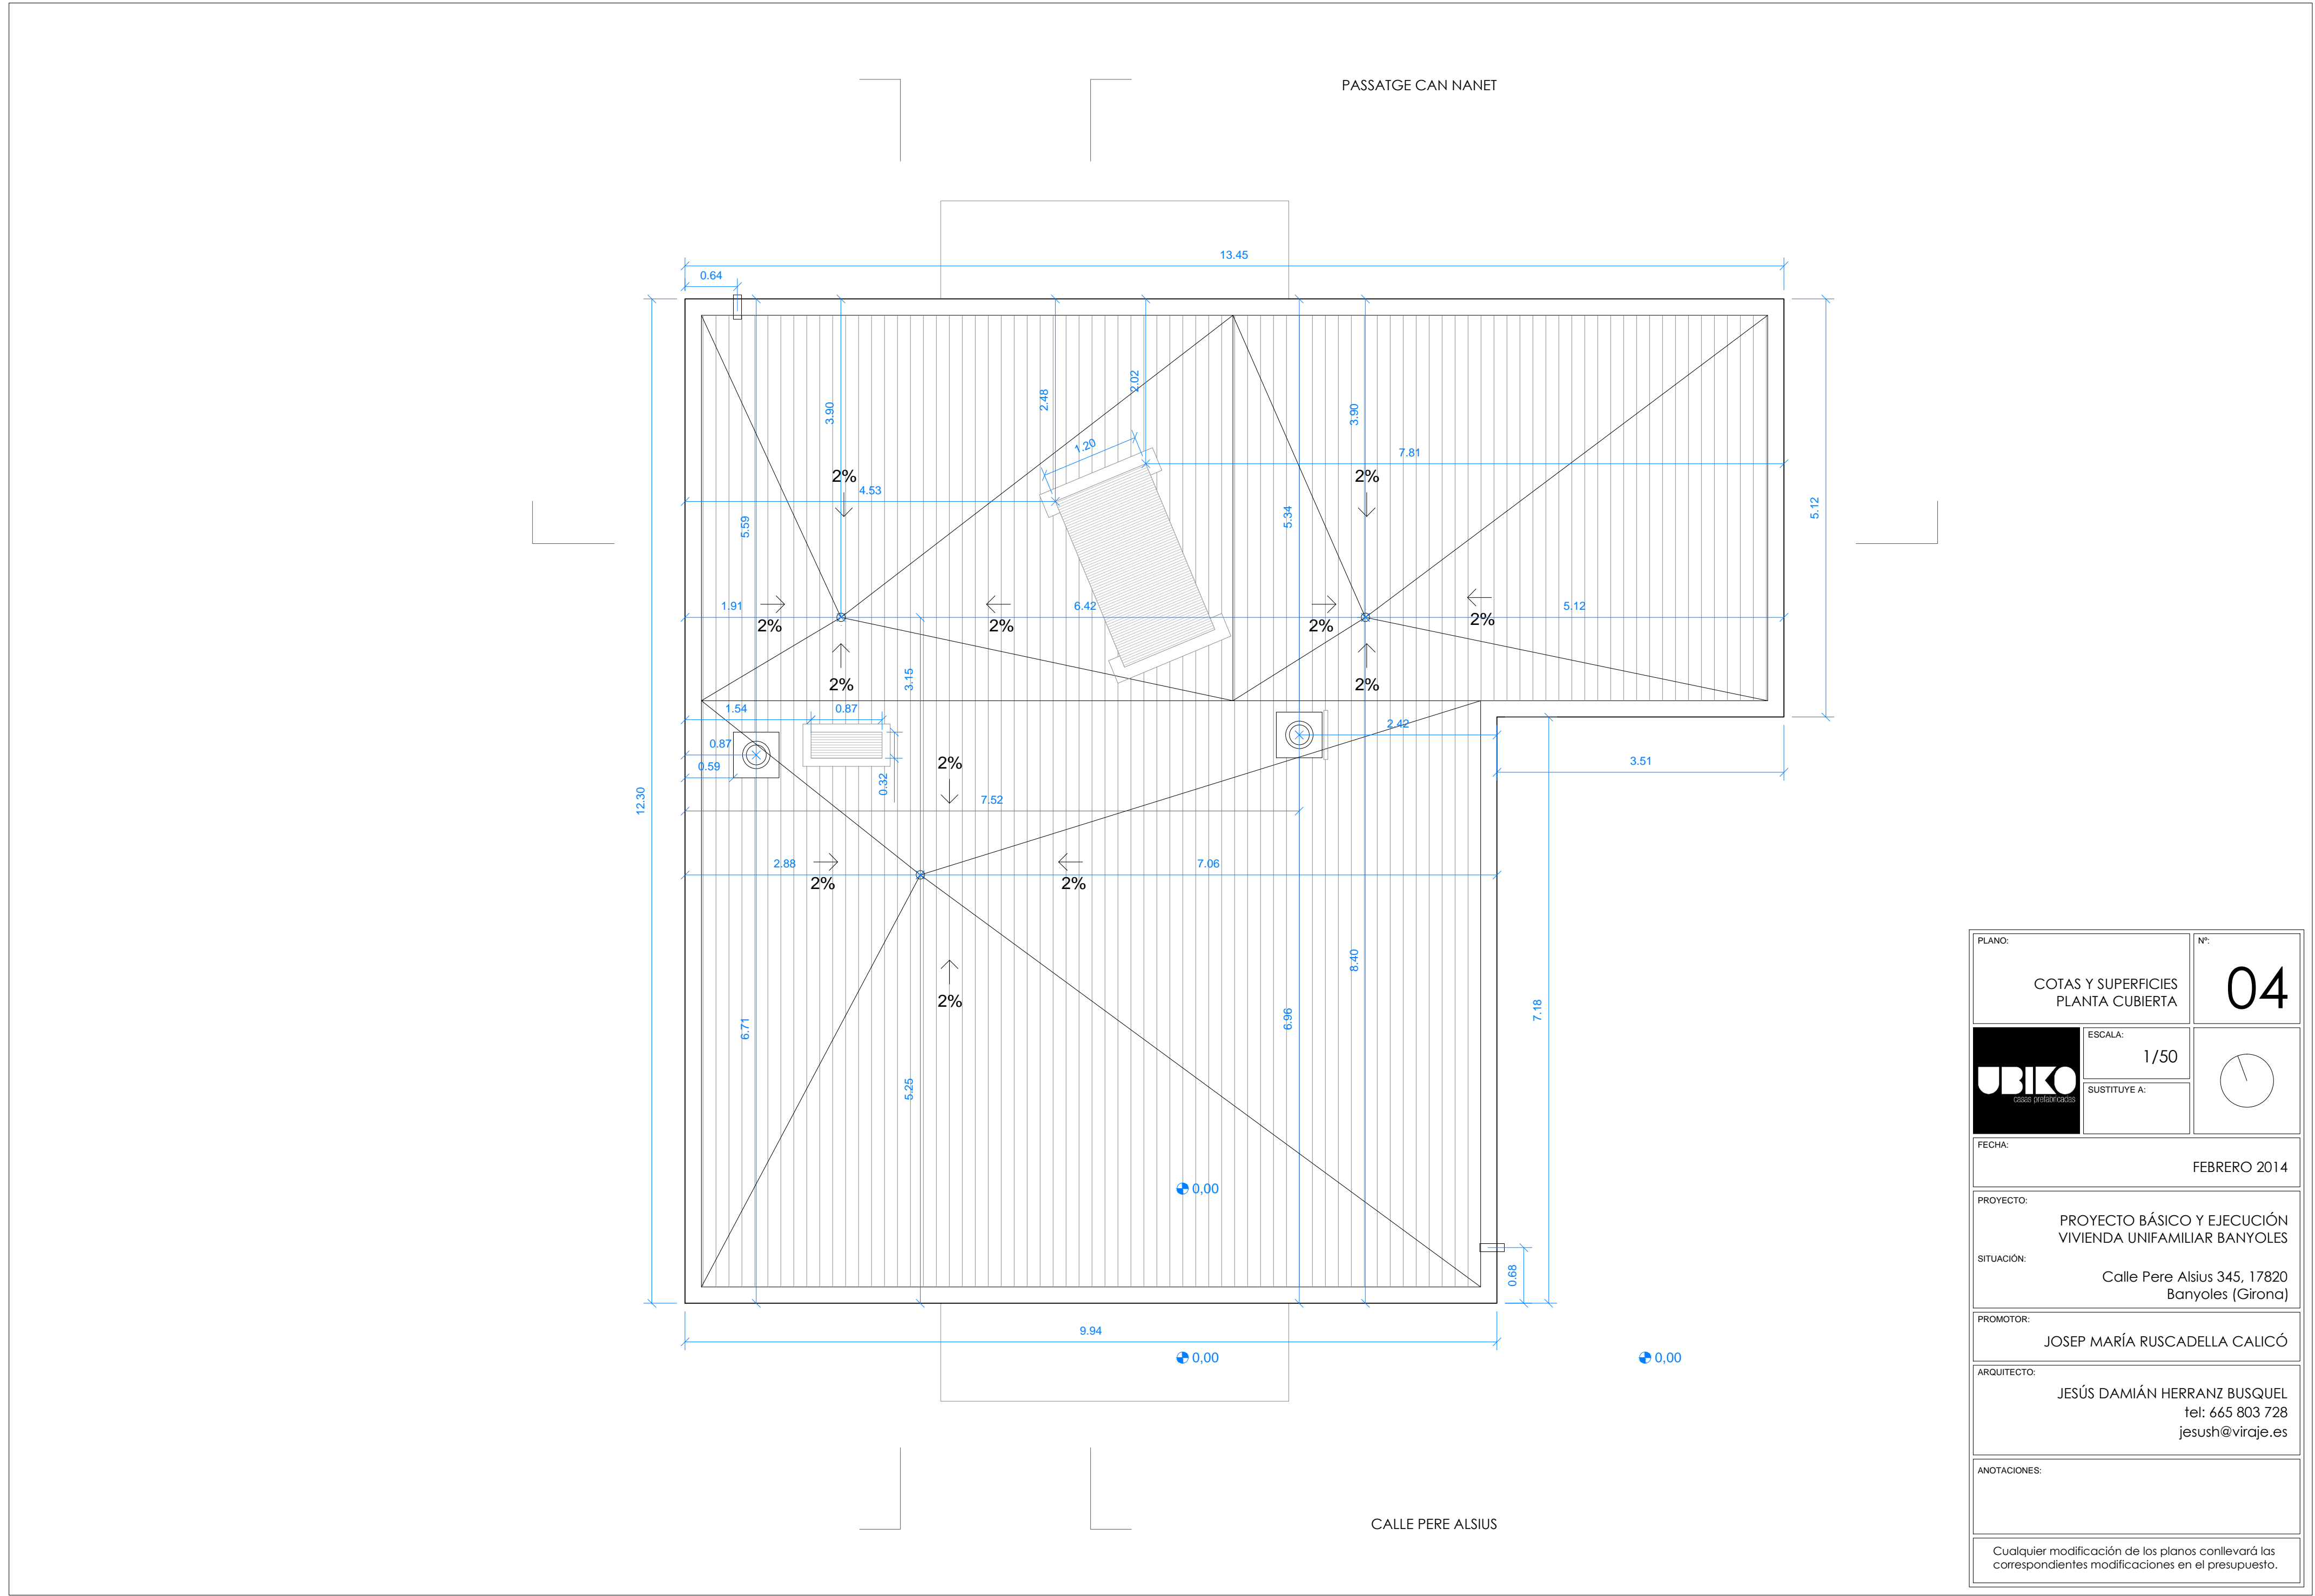 PASSATGE CAN NANET
13.45
0.64
3.90
2.48
2.02
1.20
3.90
7.81
2%
2%
4.53
5.59
5.34
5.12
1.91
6.42
5.12
2%
2%
2%
2%
3.15
2%
2%
1.54
0.87
2.42
0.87
0.59
0.32
2%
3.51
12.30
7.52
2.88
7.06
2%
2%
8.40
2%
6.71
6.96
7.18
5.25
0,00
0.68
9.94
0,00
0,00
CALLE PERE ALSIUS
PLANO:
COTAS Y SUPERFICIES
PLANTA CUBIERTA
Nº:
04
UBIKO
casas prefabricadas
ESCALA:
1/50
SUSTITUYE A:
FECHA:
FEBRERO 2014
PROYECTO:
PROYECTO BÁSICO Y EJECUCIÓN
VIVIENDA UNIFAMILIAR BANYOLES
SITUACIÓN:
Calle Pere Alsius 345, 17820
Banyoles (Girona)
PROMOTOR:
JOSEP MARÍA RUSCADELLA CALICÓ
ARQUITECTO:
JESÚS DAMIÁN HERRANZ BUSQUEL
tel: 665 803 728
jesush@viraje.es
ANOTACIONES:
Cualquier modificación de los planos conllevará las
correspondientes modificaciones en el presupuesto.